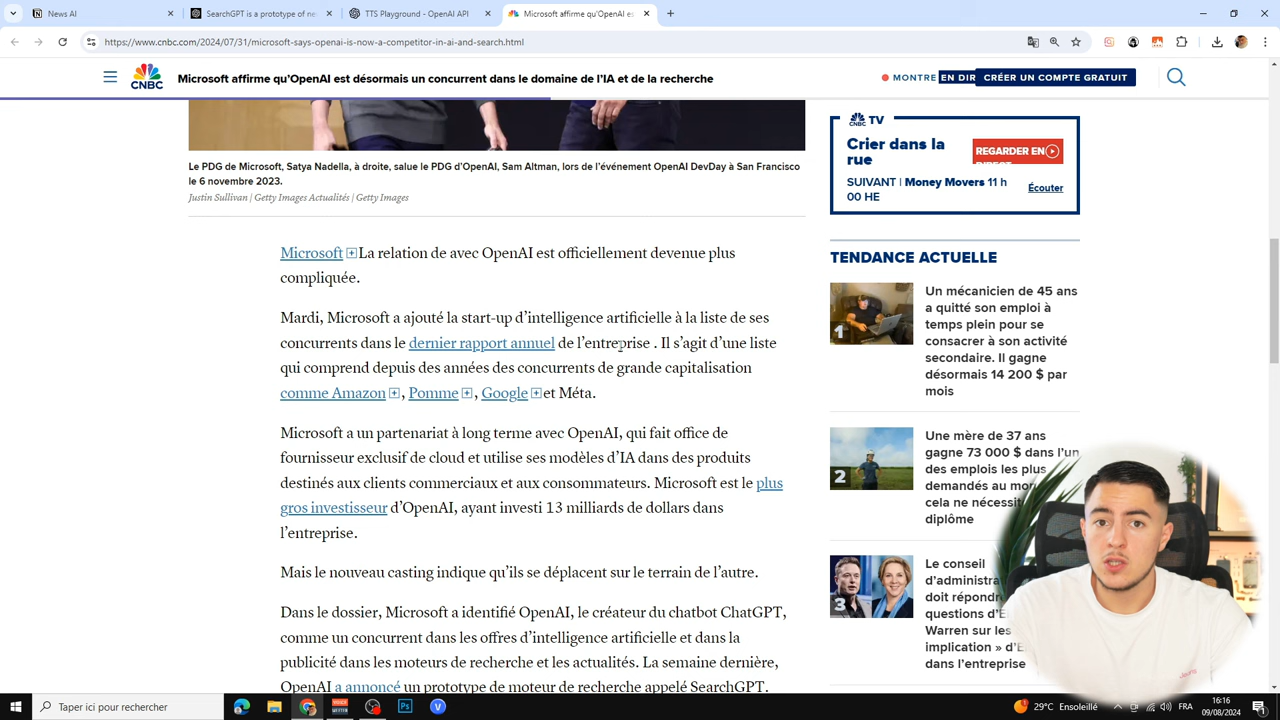 News AI
SearchGPT is a prototype of ne
TTS Playground - OpenAI API
Microsoft affirme qu'OpenAI es
https://www.cnbc.com/2024/07/31/microsoft-says-openai-is-now-a-competitor-in-ai-and-search.html
CNBC
Microsoft affirme qu'OpenAI est désormais un concurrent dans le domaine de l'IA et de la recherche
MONTRE EN DIR
CRÉER UN COMPTE GRATUIT
Le PDG de Microsoft, Satya Nadella, à droite, salue le PDG d'OpenAI, Sam Altman, lors de l'événement OpenAI DevDay à San Francisco
le 6 novembre 2023.
Justin Sullivan | Getty Images Actualités | Getty Images
Microsoft La relation de avec OpenAI est officiellement devenue plus
compliquée.
Mardi, Microsoft a ajouté la start-up d'intelligence artificielle à la liste de ses
concurrents dans le dernier rapport annuel de l'entreprise . Il s'agit d'une liste
qui comprend depuis des années des concurrents de grande capitalisation
comme Amazon , Pomme , Google et Méta.
Microsoft a un partenariat à long terme avec OpenAI, qui fait office de
fournisseur exclusif de cloud et utilise ses modèles d'IA dans des produits
destinés aux clients commerciaux et aux consommateurs. Microsoft est le plus
gros investisseur d'OpenAI, ayant investi 13 milliards de dollars dans
l'entreprise.
Mais le nouveau casting indique qu'ils se déplacent sur le terrain de l'autre.
Dans le dossier, Microsoft a identifié OpenAI, le créateur du chatbot ChatGPT,
comme un concurrent dans les offres d'intelligence artificielle et dans la
publicité dans les moteurs de recherche et les actualités. La semaine dernière,
OpenAI a annoncé un prototype de moteur de recherche appelé SearchGPT.
CNBC TV
Crier dans la
rue
REGARDER EN
DIRECT
SUIVANT | Money Movers 11 h
00 HE
Écouter
TENDANCE ACTUELLE
1
Un mécanicien de 45 ans
a quitté son emploi à
temps plein pour se
consacrer à son activité
secondaire. Il gagne
désormais 14 200 $ par
mois
2
Une mère de 37 ans
gagne 73 000 $ dans l'un
des emplois les plus
demandés au mon
cela ne nécessit
diplôme
3
Le conseil
d'administra
doit répondr
questions d'E
Warren sur les
implication » d'E
dans l'entreprise
Taper ici pour rechercher
29°C Ensoleillé
FRA
16:16
09/08/2024